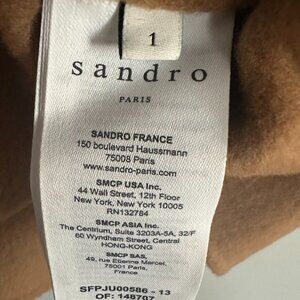 1
sandro
PARIS
SANDRO FRANCE
150 boulevard Haussmann
75008 Paris
www.sandro-paris.com
SMCP USA Inc.
44 Wall Street, 12th Floor
New York, New York 10005
RN132784
SMCP ASIA Inc.
The Centrium, Suite 3203A-5A, 32/F
60 Wyndham Street, Central
HONG-KONG
SMCP SAS.
49, rue Etienne Marcel,
75001 Paris,
France
SFPJU00586 - 13
OF: 148707